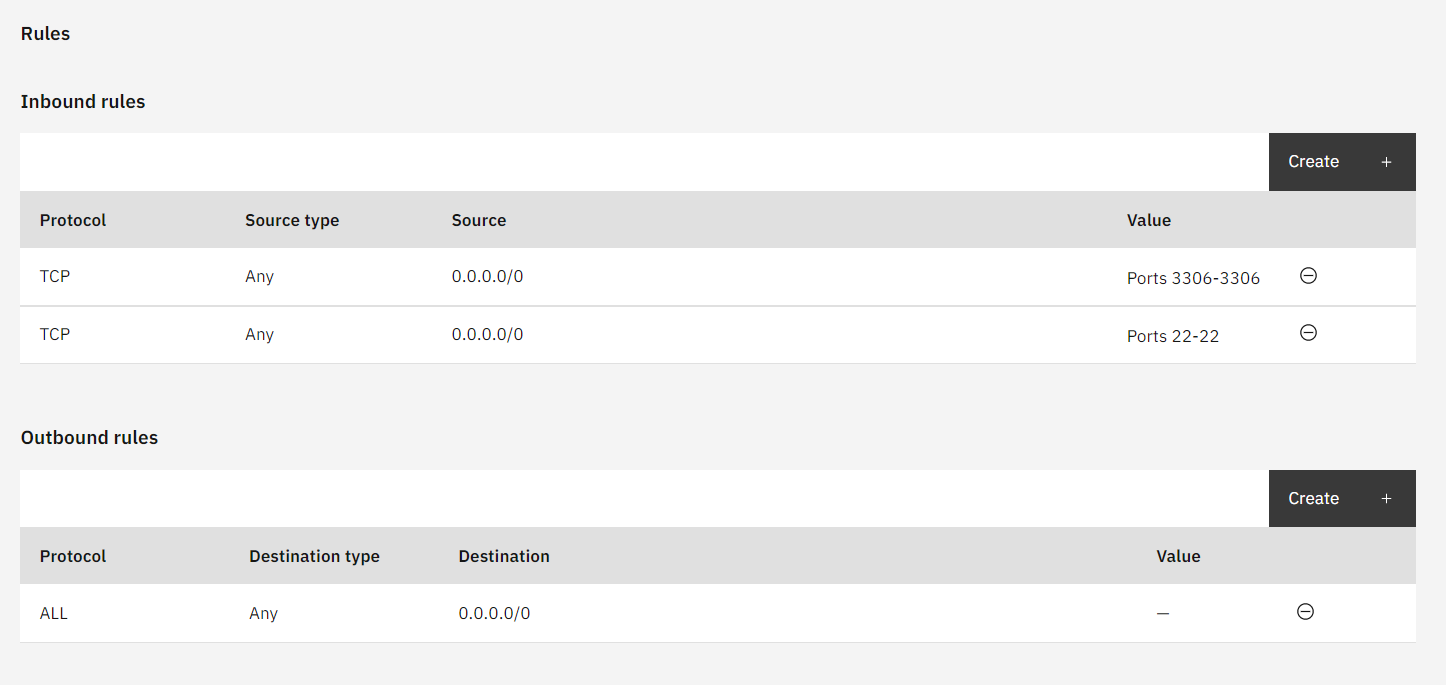 Rules
Inbound rules
Create +
Protocol Source type Source Value
TCP Any 0.0.0.0/0 Ports 3306-3306
TCP Any 0.0.0.0/0 Ports 22-22
Outbound rules
Create +
Protocol Destination type Destination Value
ALL Any 0.0.0.0/0 —